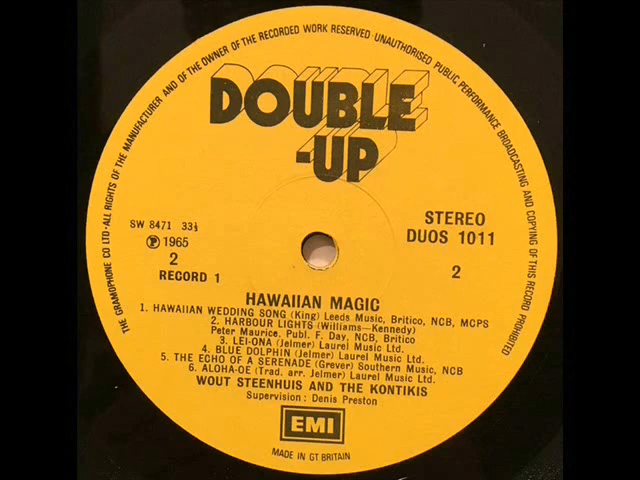 THE GRAMOPHONE CO LTD-ALL RIGHTS OF THE MANUFACTURER AND OF THE OWNER OF THE RECORDED WORK RESERVED UNAUTHORISED PUBLIC PERFORMANCE BROADCASTING AND COPYING OF THIS RECORD PROHIBITED
DOUBLE
-UP
SW 8471 33⅓
Ⓟ 1965
2
RECORD 1
STEREO
DUOS 1011
2
HAWAIIAN MAGIC
1. HAWAIIAN WEDDING SONG (King) Leeds Music, Britico, NCB, MCPS
2. HARBOUR LIGHTS (Williams-Kennedy)
Peter Maurice, Publ. F. Day, NCB, Britico
3. LEI-ONA (Jelmer) Laurel Music Ltd.
4. BLUE DOLPHIN (Jelmer) Laurel Music Ltd.
5. THE ECHO OF A SERENADE (Grever) Southern Music, NCB
6. ALOHA-OE (Trad. arr. Jelmer) Laurel Music Ltd.
WOUT STEENHUIS AND THE KONTIKIS
Supervision: Denis Preston
EMI
MADE IN GT BRITAIN